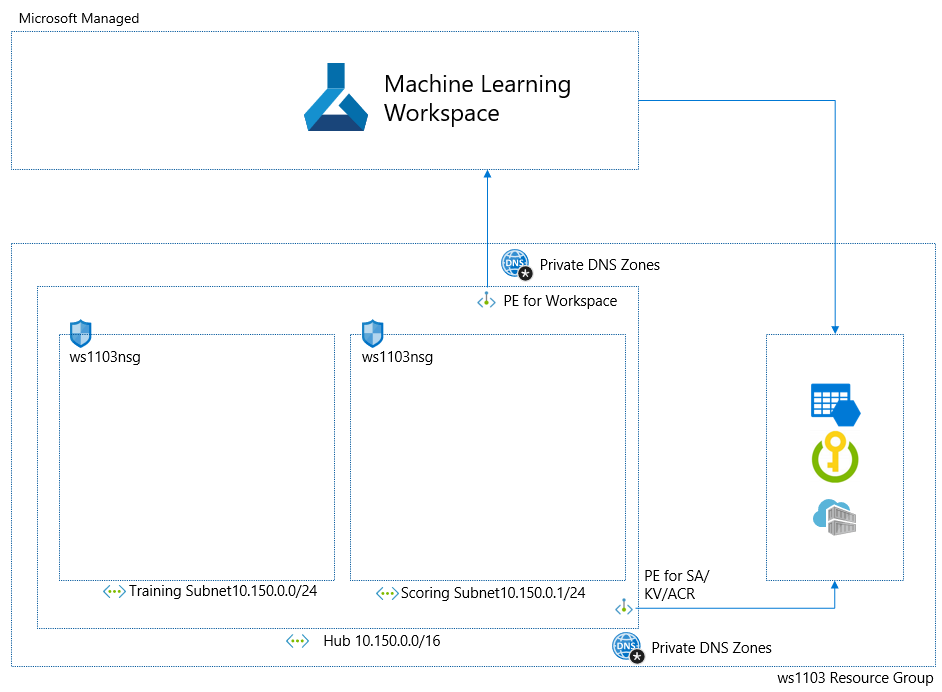 Microsoft Managed
Machine Learning
Workspace
DNS
Private DNS Zones
PE for Workspace
ws1103nsg
ws1103nsg
Training Subnet10.150.0.0/24
Scoring Subnet10.150.0.1/24
PE for SA/
KV/ACR
Hub 10.150.0.0/16
DNS
Private DNS Zones
ws1103 Resource Group